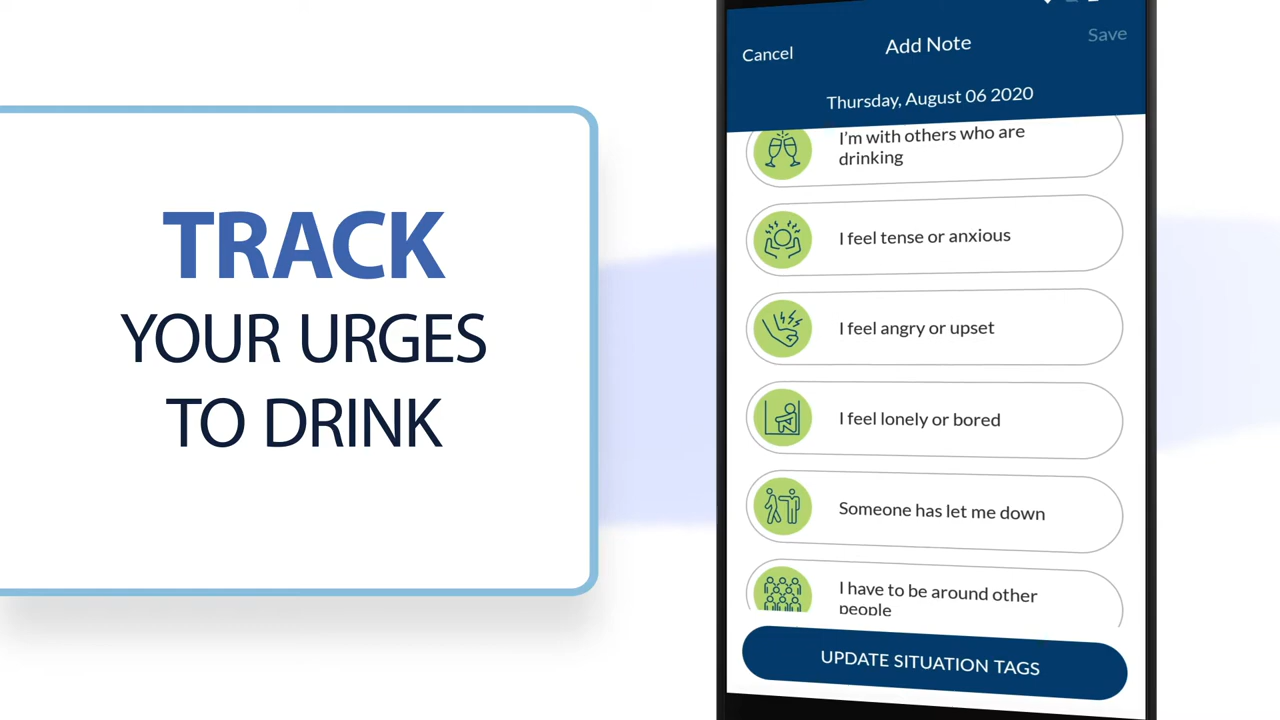 TRACK
YOUR URGES
TO DRINK
Cancel
Add Note
Save
Thursday, August 06 2020
I'm with others who are
drinking
I feel tense or anxious
I feel angry or upset
I feel lonely or bored
Someone has let me down
I have to be around other
people
UPDATE SITUATION TAGS